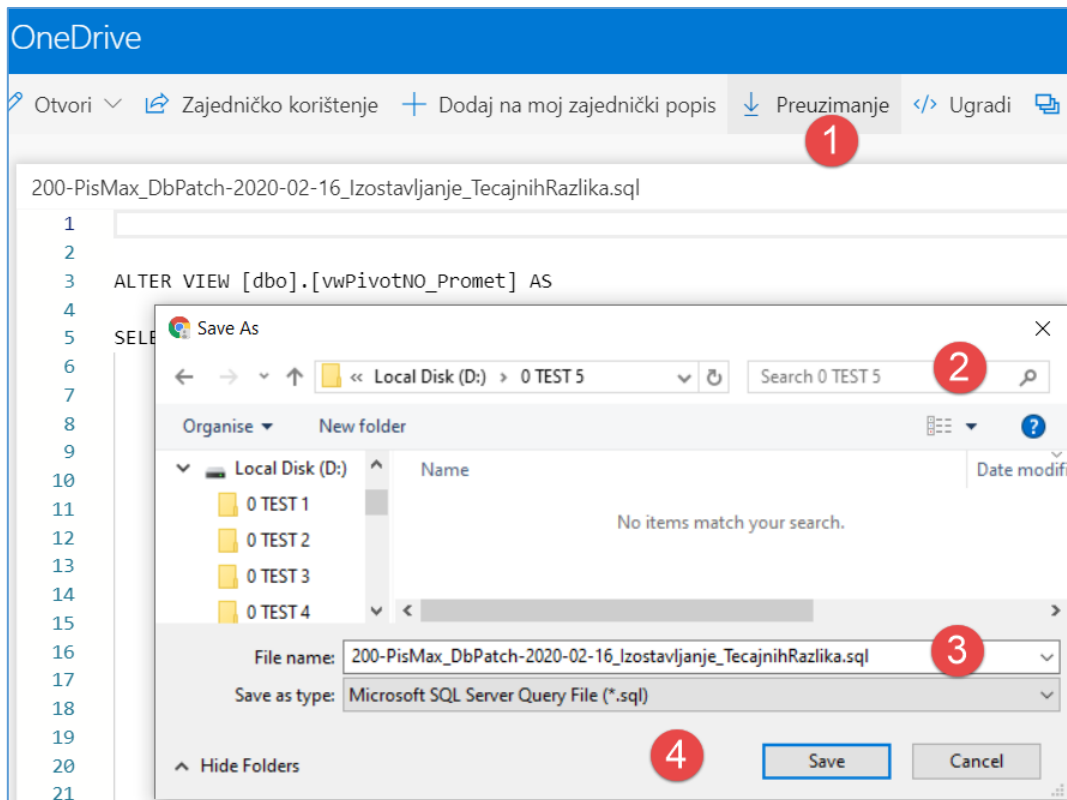 OneDrive
Otvori Zajedničko korištenje Dodaj na moj zajednički popis Preuzimanje </> Ugradi
1
200-PisMax_DbPatch-2020-02-16_Izostavljanje_TecajnihRazlika.sql
1
2
3 ALTER VIEW [dbo].[vwPivotNO_Promet] AS
4
5 SELE
6
7
8
9
10
11
12
13
14
15
16
17
18
19
20
21
Save As
« Local Disk (D:) › 0 TEST 5 Search 0 TEST 5 2
Organise New folder ?
Local Disk (D:) Name Date modifi
0 TEST 1
No items match your search.
0 TEST 2
0 TEST 3
0 TEST 4
File name: 200-PisMax_DbPatch-2020-02-16_Izostavljanje_TecajnihRazlika.sql 3
Save as type: Microsoft SQL Server Query File (*.sql)
Hide Folders 4 Save Cancel